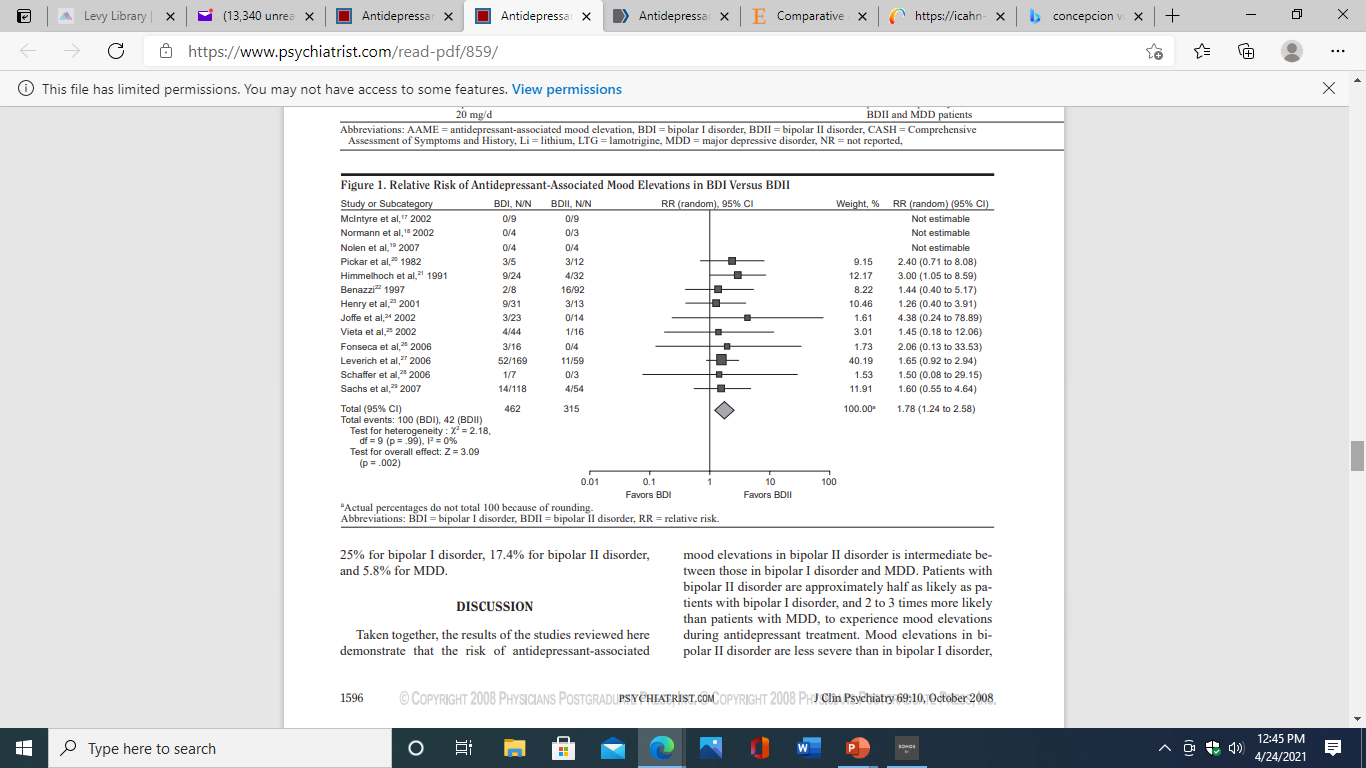 Levy Library |
(13,340 unrea
Antidepressa
Antidepressa
Antidepressa
Comparative
https://icahn-
concepcion v
https://www.psychiatrist.com/read-pdf/859/
This file has limited permissions. You may not have access to some features. View permissions
20 mg/d
BDII and MDD patients
Abbreviations: AAME = antidepressant-associated mood elevation, BDI = bipolar I disorder, BDII = bipolar II disorder, CASH = Comprehensive
Assessment of Symptoms and History, Li = lithium, LTG = lamotrigine, MDD = major depressive disorder, NR = not reported,
Figure 1. Relative Risk of Antidepressant-Associated Mood Elevations in BDI Versus BDII
Study or Subcategory BDI, N/N BDII, N/N RR (random), 95% CI Weight, % RR (random) (95% CI)
McIntyre et al,17 2002 0/9 0/9 Not estimable
Normann et al,18 2002 0/4 0/3 Not estimable
Nolen et al,19 2007 0/4 0/4 Not estimable
Pickar et al,20 1982 3/5 3/12 9.15 2.40 (0.71 to 8.08)
Himmelhoch et al,21 1991 9/24 4/32 12.17 3.00 (1.05 to 8.59)
Benazzi22 1997 2/8 16/92 8.22 1.44 (0.40 to 5.17)
Henry et al,23 2001 9/31 3/13 10.46 1.26 (0.40 to 3.91)
Joffe et al,24 2002 3/23 0/14 1.61 4.38 (0.24 to 78.89)
Vieta et al,25 2002 4/44 1/16 3.01 1.45 (0.18 to 12.06)
Fonseca et al,26 2006 3/16 0/4 1.73 2.06 (0.13 to 33.53)
Leverich et al,27 2006 52/169 11/59 40.19 1.65 (0.92 to 2.94)
Schaffer et al,28 2006 1/7 0/3 1.53 1.50 (0.08 to 29.15)
Sachs et al,29 2007 14/118 4/54 11.91 1.60 (0.55 to 4.64)
Total (95% CI) 462 315 100.00a 1.78 (1.24 to 2.58)
Total events: 100 (BDI), 42 (BDII)
Test for heterogeneity : χ2 = 2.18,
df = 9 (p = .99), I2 = 0%
Test for overall effect: Z = 3.09
(p = .002)
0.01 0.1 1 10 100
Favors BDI Favors BDII
aActual percentages do not total 100 because of rounding.
Abbreviations: BDI = bipolar I disorder, BDII = bipolar II disorder, RR = relative risk.
25% for bipolar I disorder, 17.4% for bipolar II disorder,
and 5.8% for MDD.
DISCUSSION
Taken together, the results of the studies reviewed here
demonstrate that the risk of antidepressant-associated
mood elevations in bipolar II disorder is intermediate be-
tween those in bipolar I disorder and MDD. Patients with
bipolar II disorder are approximately half as likely as pa-
tients with bipolar I disorder, and 2 to 3 times more likely
than patients with MDD, to experience mood elevations
during antidepressant treatment. Mood elevations in bi-
polar II disorder are less severe than in bipolar I disorder,
1596
© COPYRIGHT 2008 PHYSICIANS POSTGRADUATE PRESS, INC. © COPYRIGHT 2008 PHYSICIANS POSTGRADUATE PRESS, INC.
PSYCHIATRIST.COM
J Clin Psychiatry 69:10, October 2008
Type here to search
SONOS
12:45 PM
4/24/2021